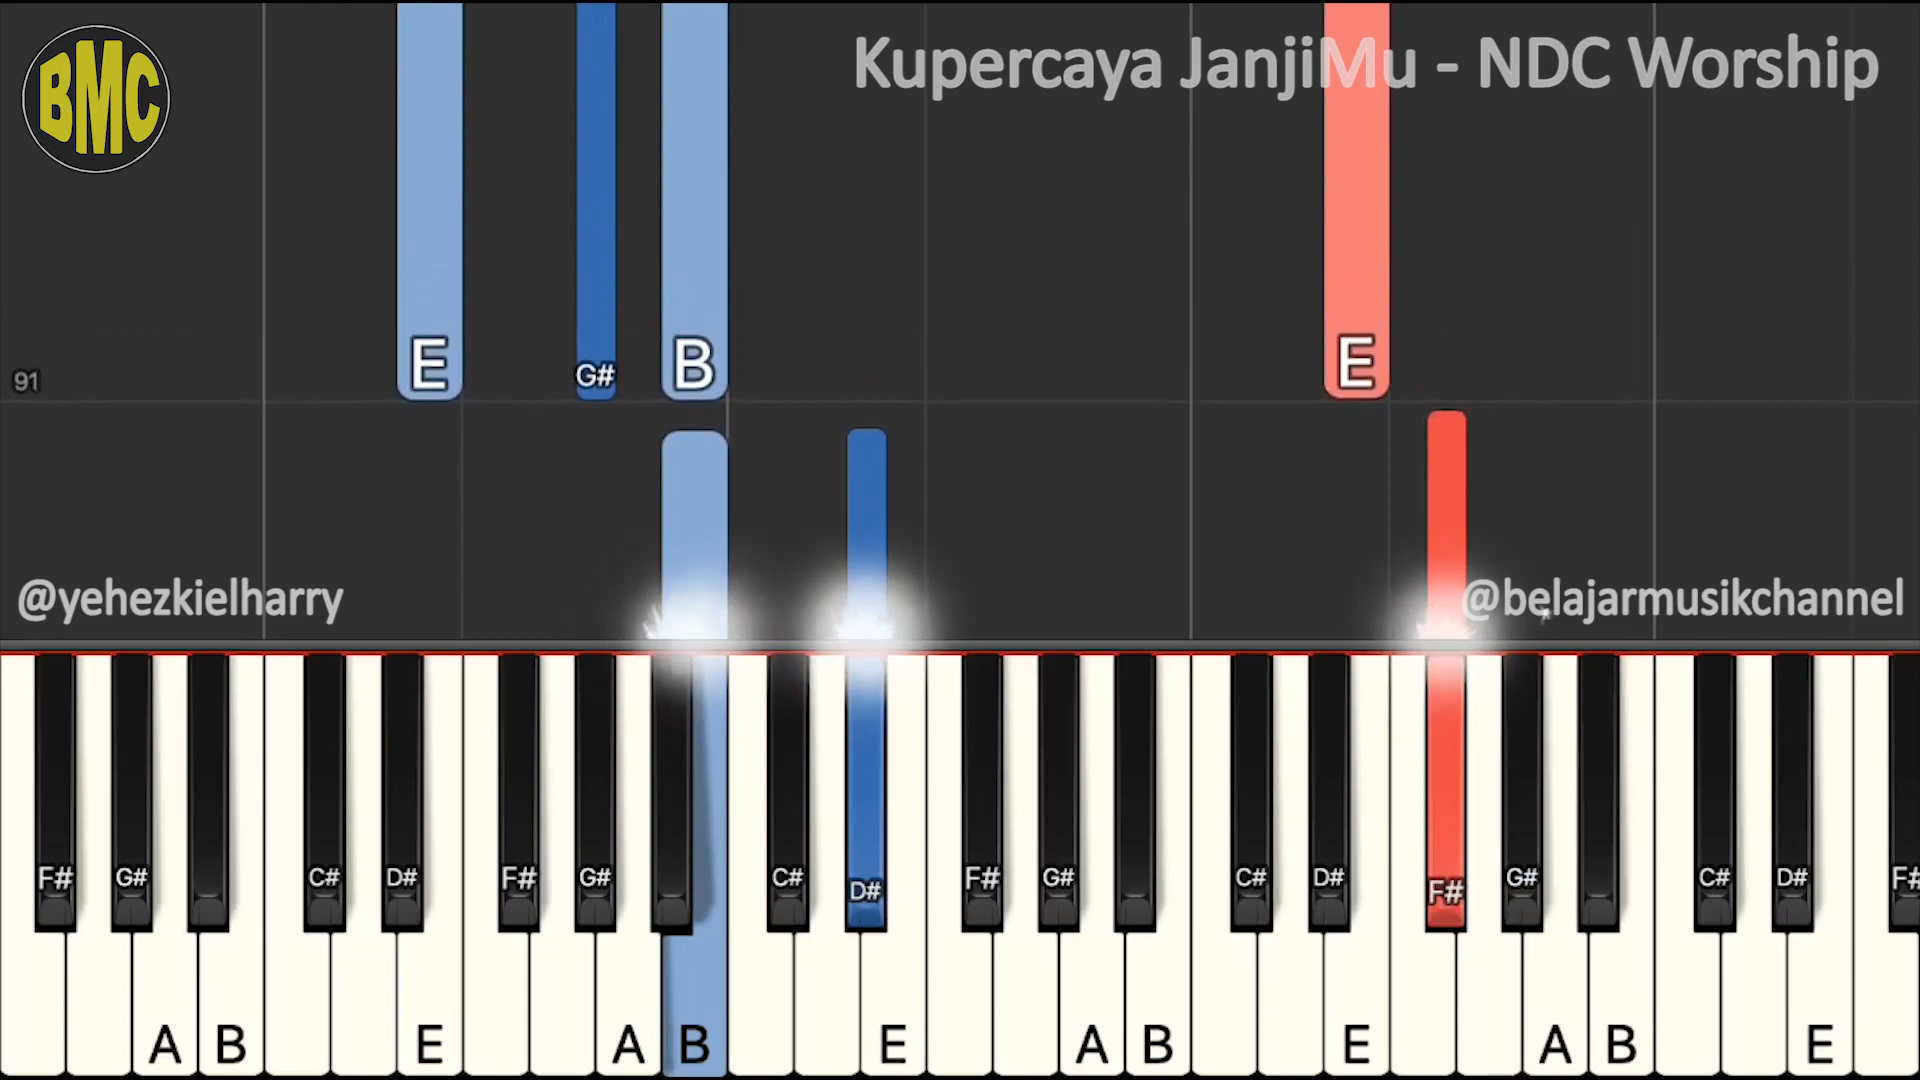 BMC
Kupercaya JanjiMu - NDC Worship
E G# B E
91
@yehezkielharry
@belajarmusikchannel
F# G# C# D# F# G# C# D# F# G# C# D# F# G# C# D# F#
A B E A B E A B E A B E